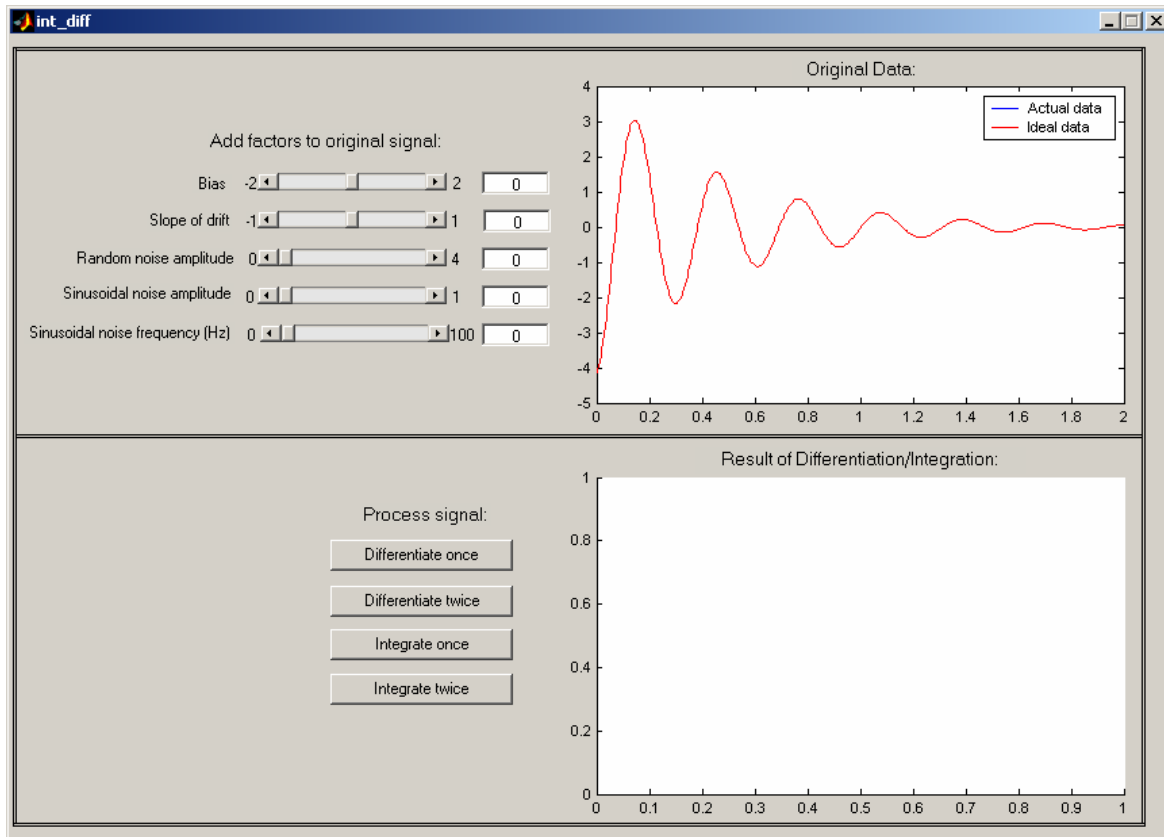 int_diff
Add factors to original signal:
Bias -2 2 0
Slope of drift -1 1 0
Random noise amplitude 0 4 0
Sinusoidal noise amplitude 0 1 0
Sinusoidal noise frequency (Hz) 0 100 0
Original Data:
Actual data
Ideal data
4
3
2
1
0
-1
-2
-3
-4
-5
0 0.2 0.4 0.6 0.8 1 1.2 1.4 1.6 1.8 2
Process signal:
Differentiate once
Differentiate twice
Integrate once
Integrate twice
Result of Differentiation/Integration:
1
0.8
0.6
0.4
0.2
0
0 0.1 0.2 0.3 0.4 0.5 0.6 0.7 0.8 0.9 1